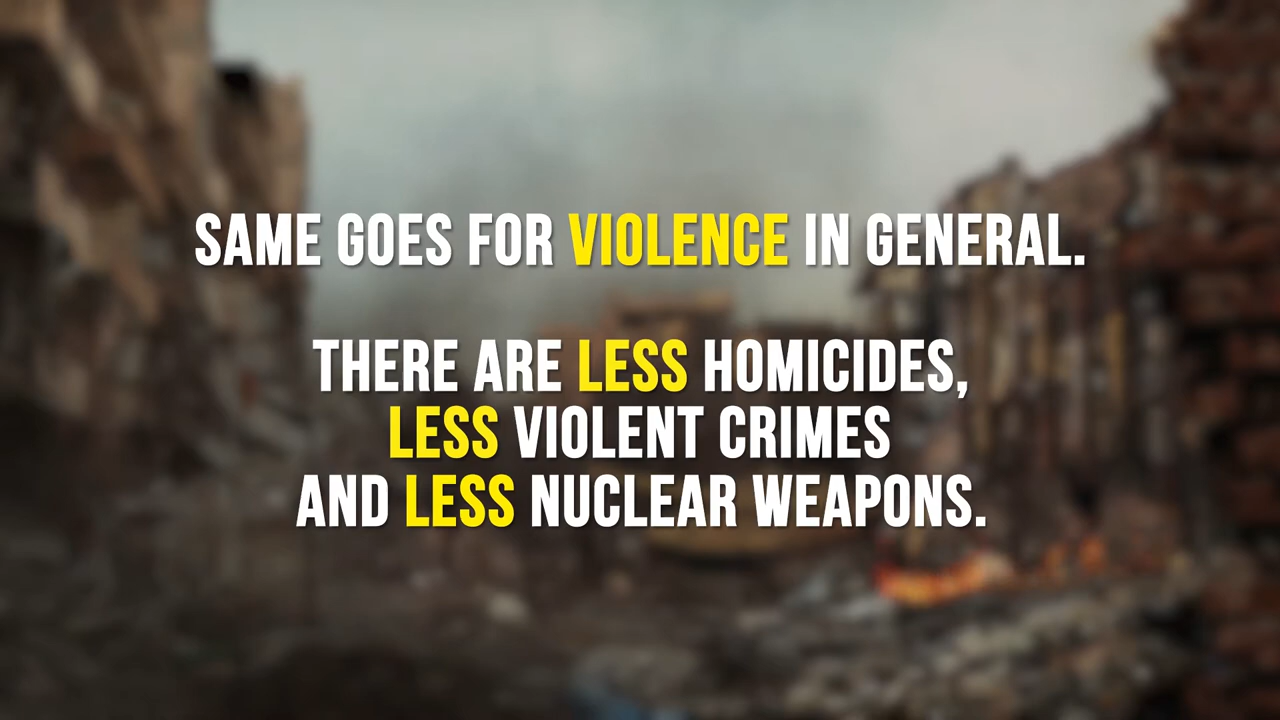 SAME GOES FOR VIOLENCE IN GENERAL.
THERE ARE LESS HOMICIDES,
LESS VIOLENT CRIMES
AND LESS NUCLEAR WEAPONS.